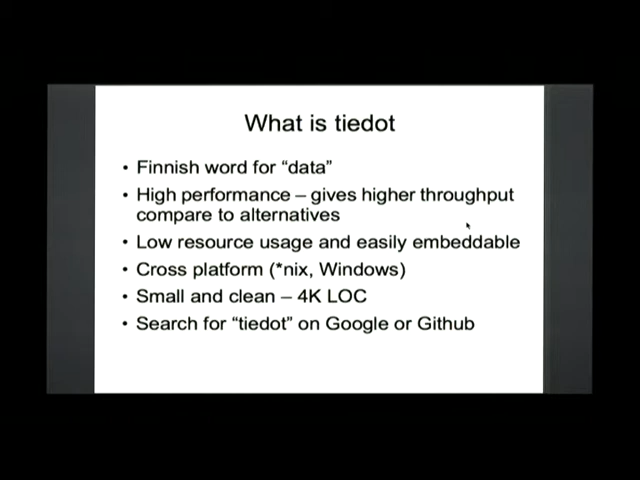 What is tiedot
• Finnish word for “data”
• High performance – gives higher throughput
compare to alternatives
• Low resource usage and easily embeddable
• Cross platform (*nix, Windows)
• Small and clean – 4K LOC
• Search for “tiedot” on Google or Github